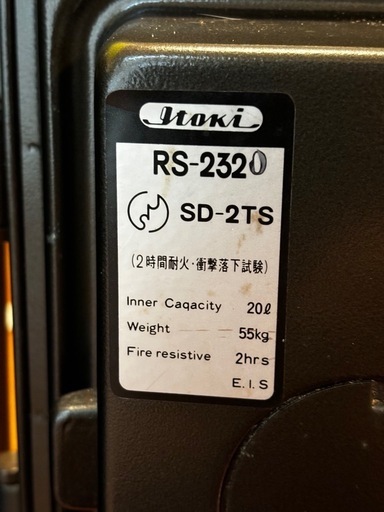 Itoki
RS-2320
SD-2TS
(2時間耐火・衝撃落下試験)
Inner Caqacity 20ℓ
Weight 55kg
Fire resistive 2hrs
E.I.S